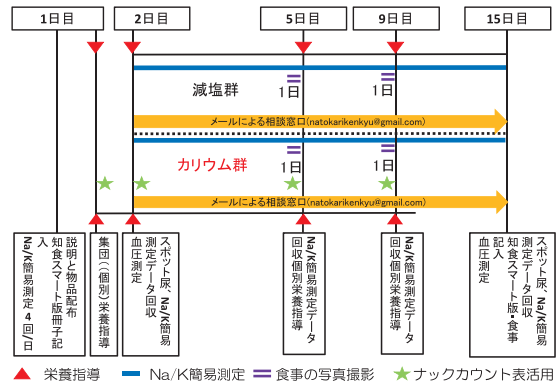 1日目
2日目
5日目
9日目
15日目
減塩群
1日
1日
メールによる相談窓口(natokarikenkyu@gmail.com)
カリウム群
1日
1日
メールによる相談窓口(natokarikenkyu@gmail.com)
説明と物品配布
知食スマート版冊子記
入
Na/K簡易測定 4回/日
集団((個別)栄養指導
スポット尿、Na/K簡易
測定データ回収
血圧測定
Na/K簡易測定データ
回収個別栄養指導
Na/K簡易測定データ
回収個別栄養指導
スポット尿、Na/K簡易
測定データ回収
知食スマート版・食事
記入
血圧測定
栄養指導
Na/K簡易測定
食事の写真撮影
ナックカウント表活用